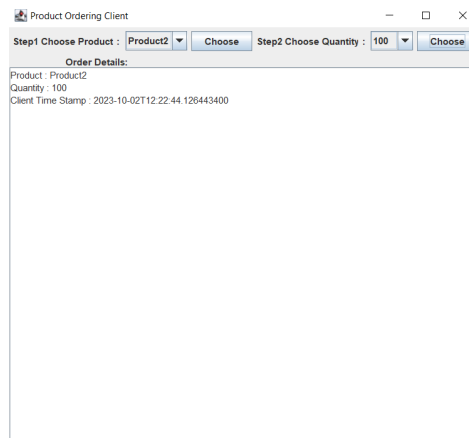 Product Ordering Client
Step1 Choose Product : Product2 Choose Step2 Choose Quantity : 100 Choose
Order Details:
Product : Product2
Quantity : 100
Client Time Stamp : 2023-10-02T12:22:44.126443400